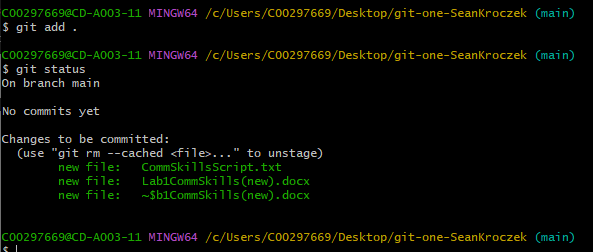 C00297669@CD-A003-11 MINGW64 /c/Users/C00297669/Desktop/git-one-SeanKroczek (main)
$ git add .
C00297669@CD-A003-11 MINGW64 /c/Users/C00297669/Desktop/git-one-SeanKroczek (main)
$ git status
On branch main
No commits yet
Changes to be committed:
(use "git rm --cached <file>..." to unstage)
new file: CommSkillsScript.txt
new file: Lab1CommSkills(new).docx
new file: ~$b1CommSkills(new).docx
C00297669@CD-A003-11 MINGW64 /c/Users/C00297669/Desktop/git-one-SeanKroczek (main)
$